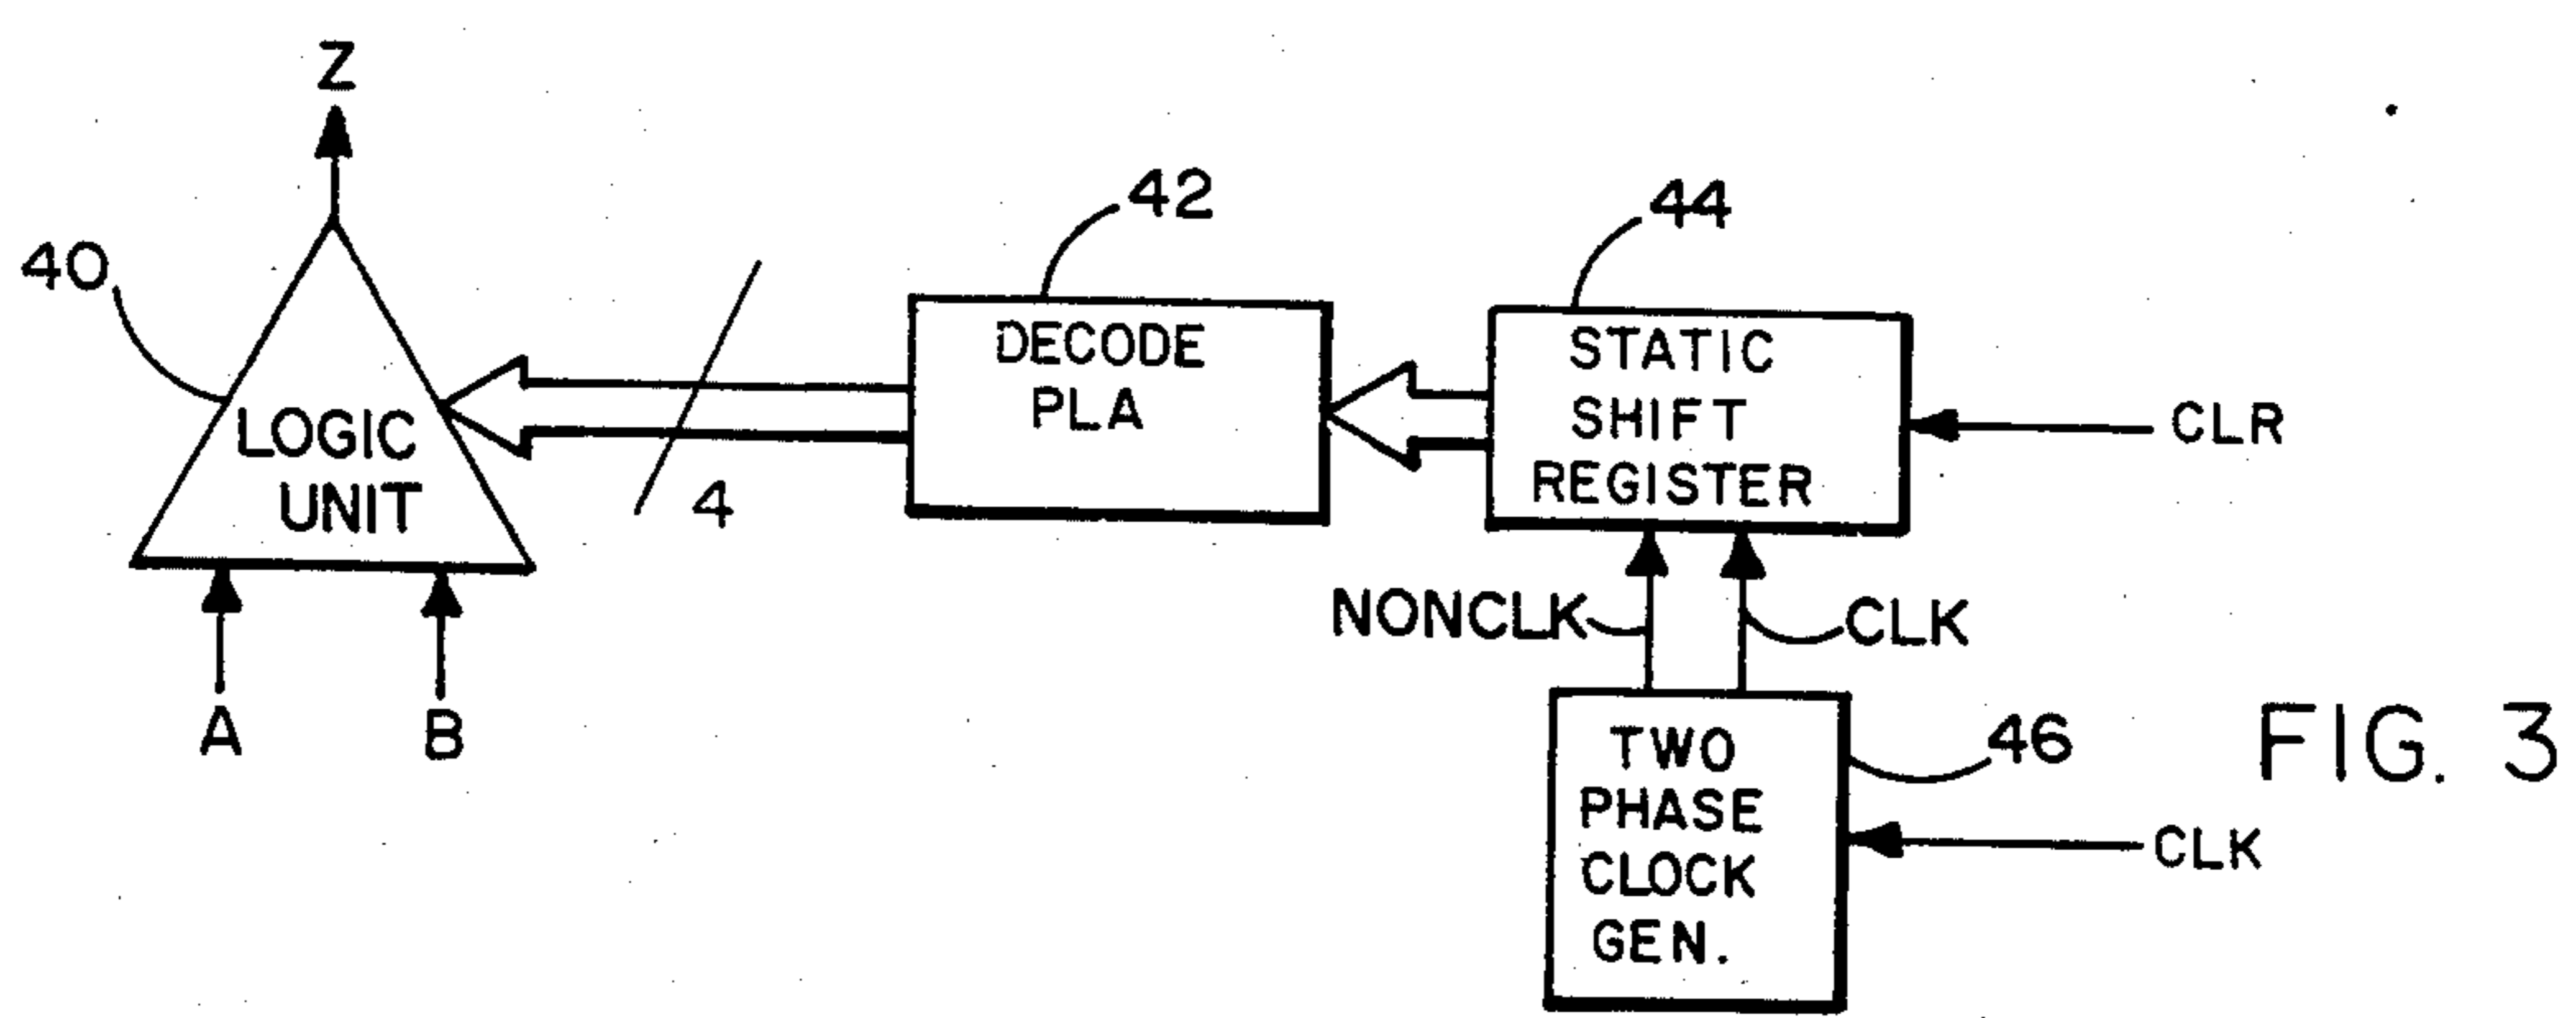 Z
40
LOGIC
UNIT
A
B
4
42
DECODE
PLA
44
STATIC
SHIFT
REGISTER
CLR
NONCLK
CLK
TWO
PHASE
CLOCK
GEN.
46
CLK
FIG. 3